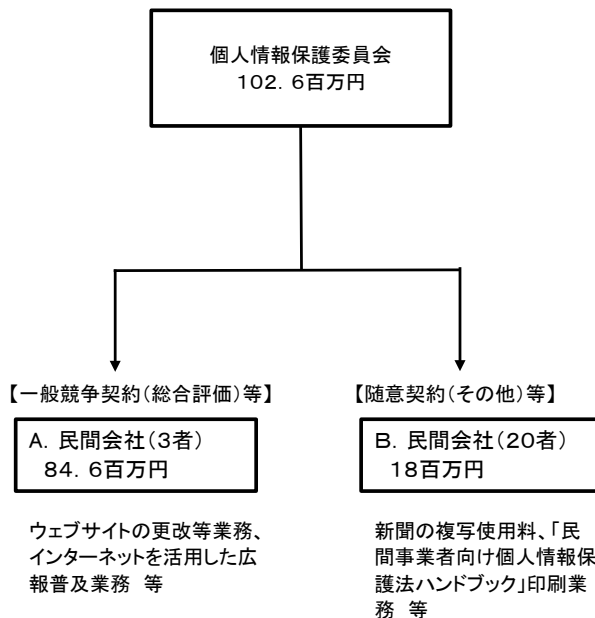 個人情報保護委員会
１０２．６百万円
【一般競争契約(総合評価)等】
【随意契約(その他)等】
A．民間会社(３者)
８４．６百万円
B．民間会社(２０者)
１８百万円
ウェブサイトの更改等業務、
インターネットを活用した広
報普及業務　等
新聞の複写使用料、「民
間事業者向け個人情報保
護法ハンドブック」印刷業
務　等